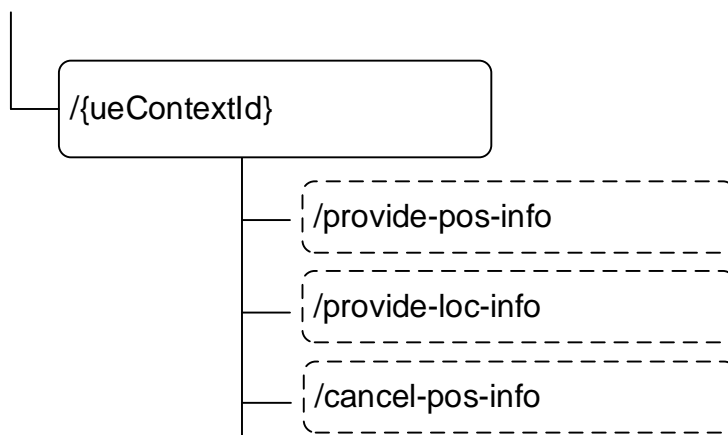 /{ueContextId}
/provide-pos-info
/provide-loc-info
/cancel-pos-info